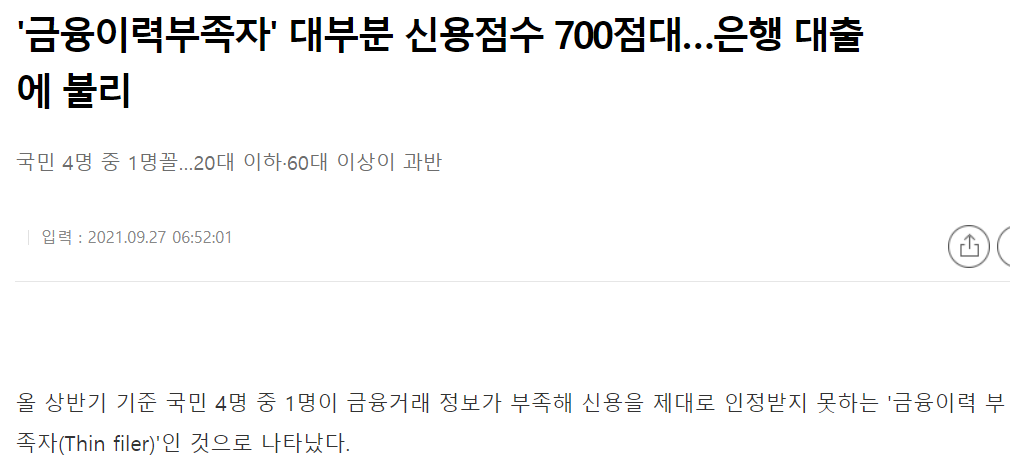 '금융이력부족자' 대부분 신용점수 700점대…은행 대출
에 불리
국민 4명 중 1명꼴…20대 이하·60대 이상이 과반
입력 : 2021.09.27 06:52:01
올 상반기 기준 국민 4명 중 1명이 금융거래 정보가 부족해 신용을 제대로 인정받지 못하는 '금융이력 부
족자(Thin filer)'인 것으로 나타났다.